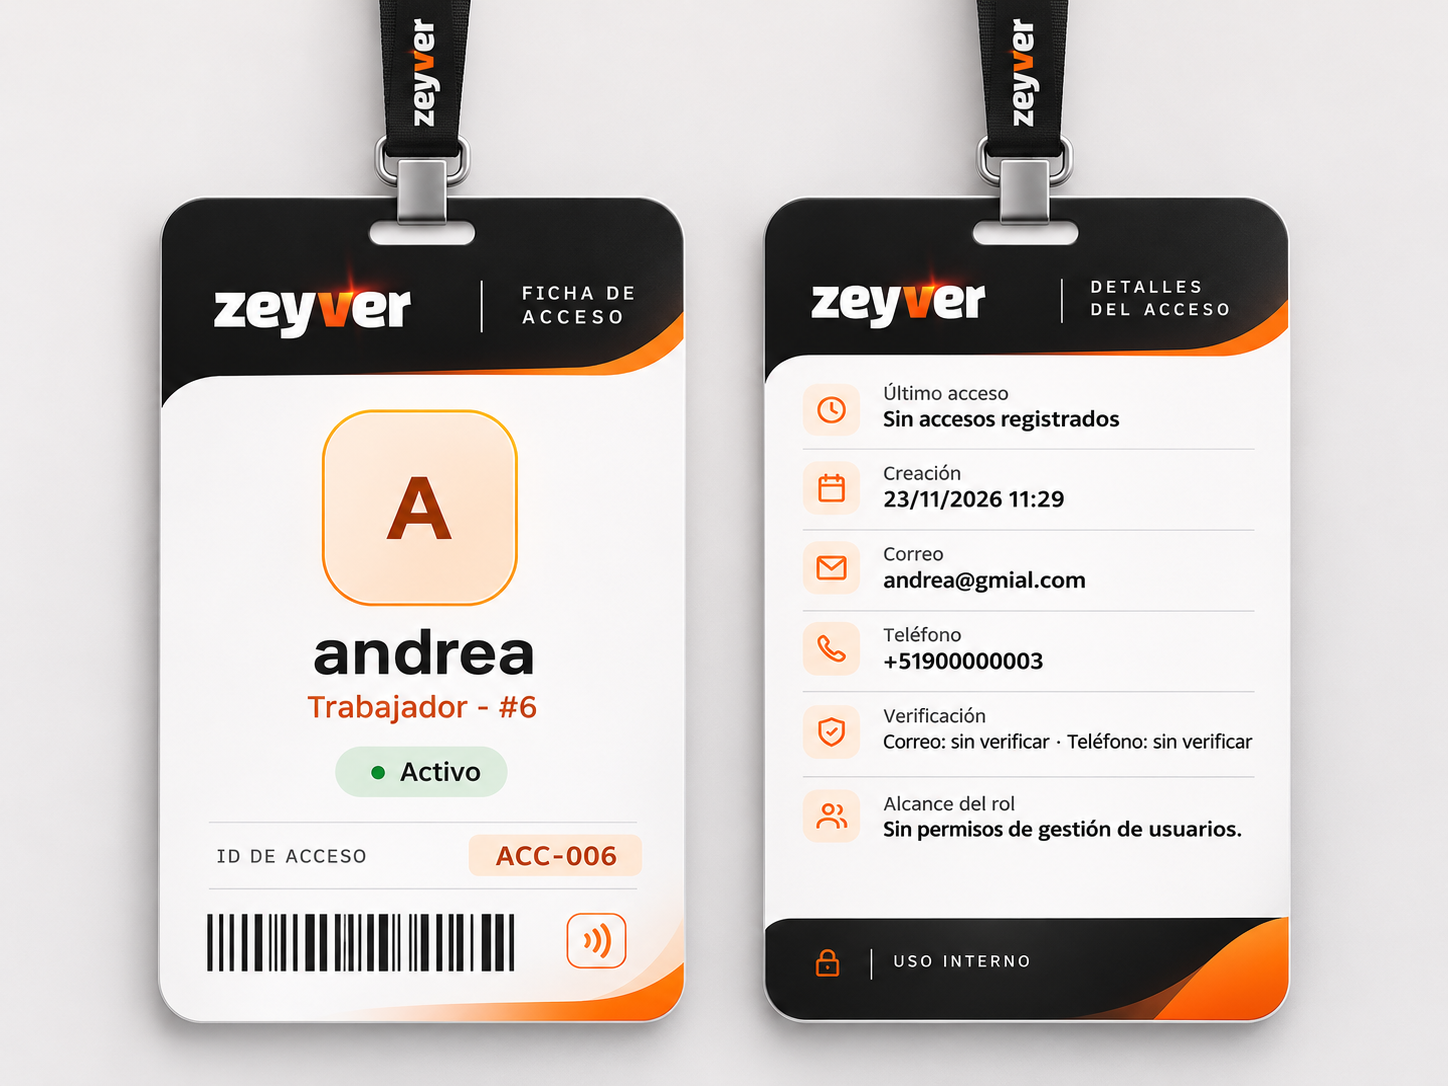 zeyver
zeyver
zeyver
FICHA DE
ACCESO
A
andrea
Trabajador - #6
Activo
ID DE ACCESO
ACC-006
zeyver
DETALLES
DEL ACCESO
Último acceso
Sin accesos registrados
Creación
23/11/2026 11:29
Correo
andrea@gmial.com
Teléfono
+51900000003
Verificación
Correo: sin verificar · Teléfono: sin verificar
Alcance del rol
Sin permisos de gestión de usuarios.
USO INTERNO